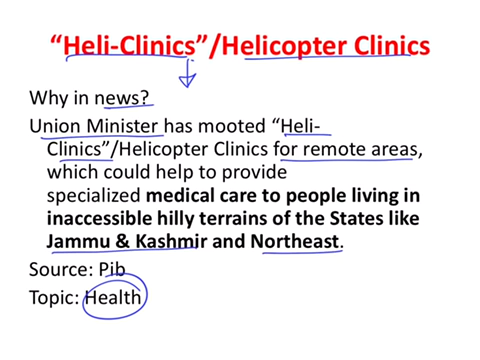 “Heli-Clinics”/Helicopter Clinics
Why in news?
Union Minister has mooted “Heli-
Clinics”/Helicopter Clinics for remote areas,
which could help to provide
specialized medical care to people living in
inaccessible hilly terrains of the States like
Jammu & Kashmir and Northeast.
Source: Pib
Topic: Health